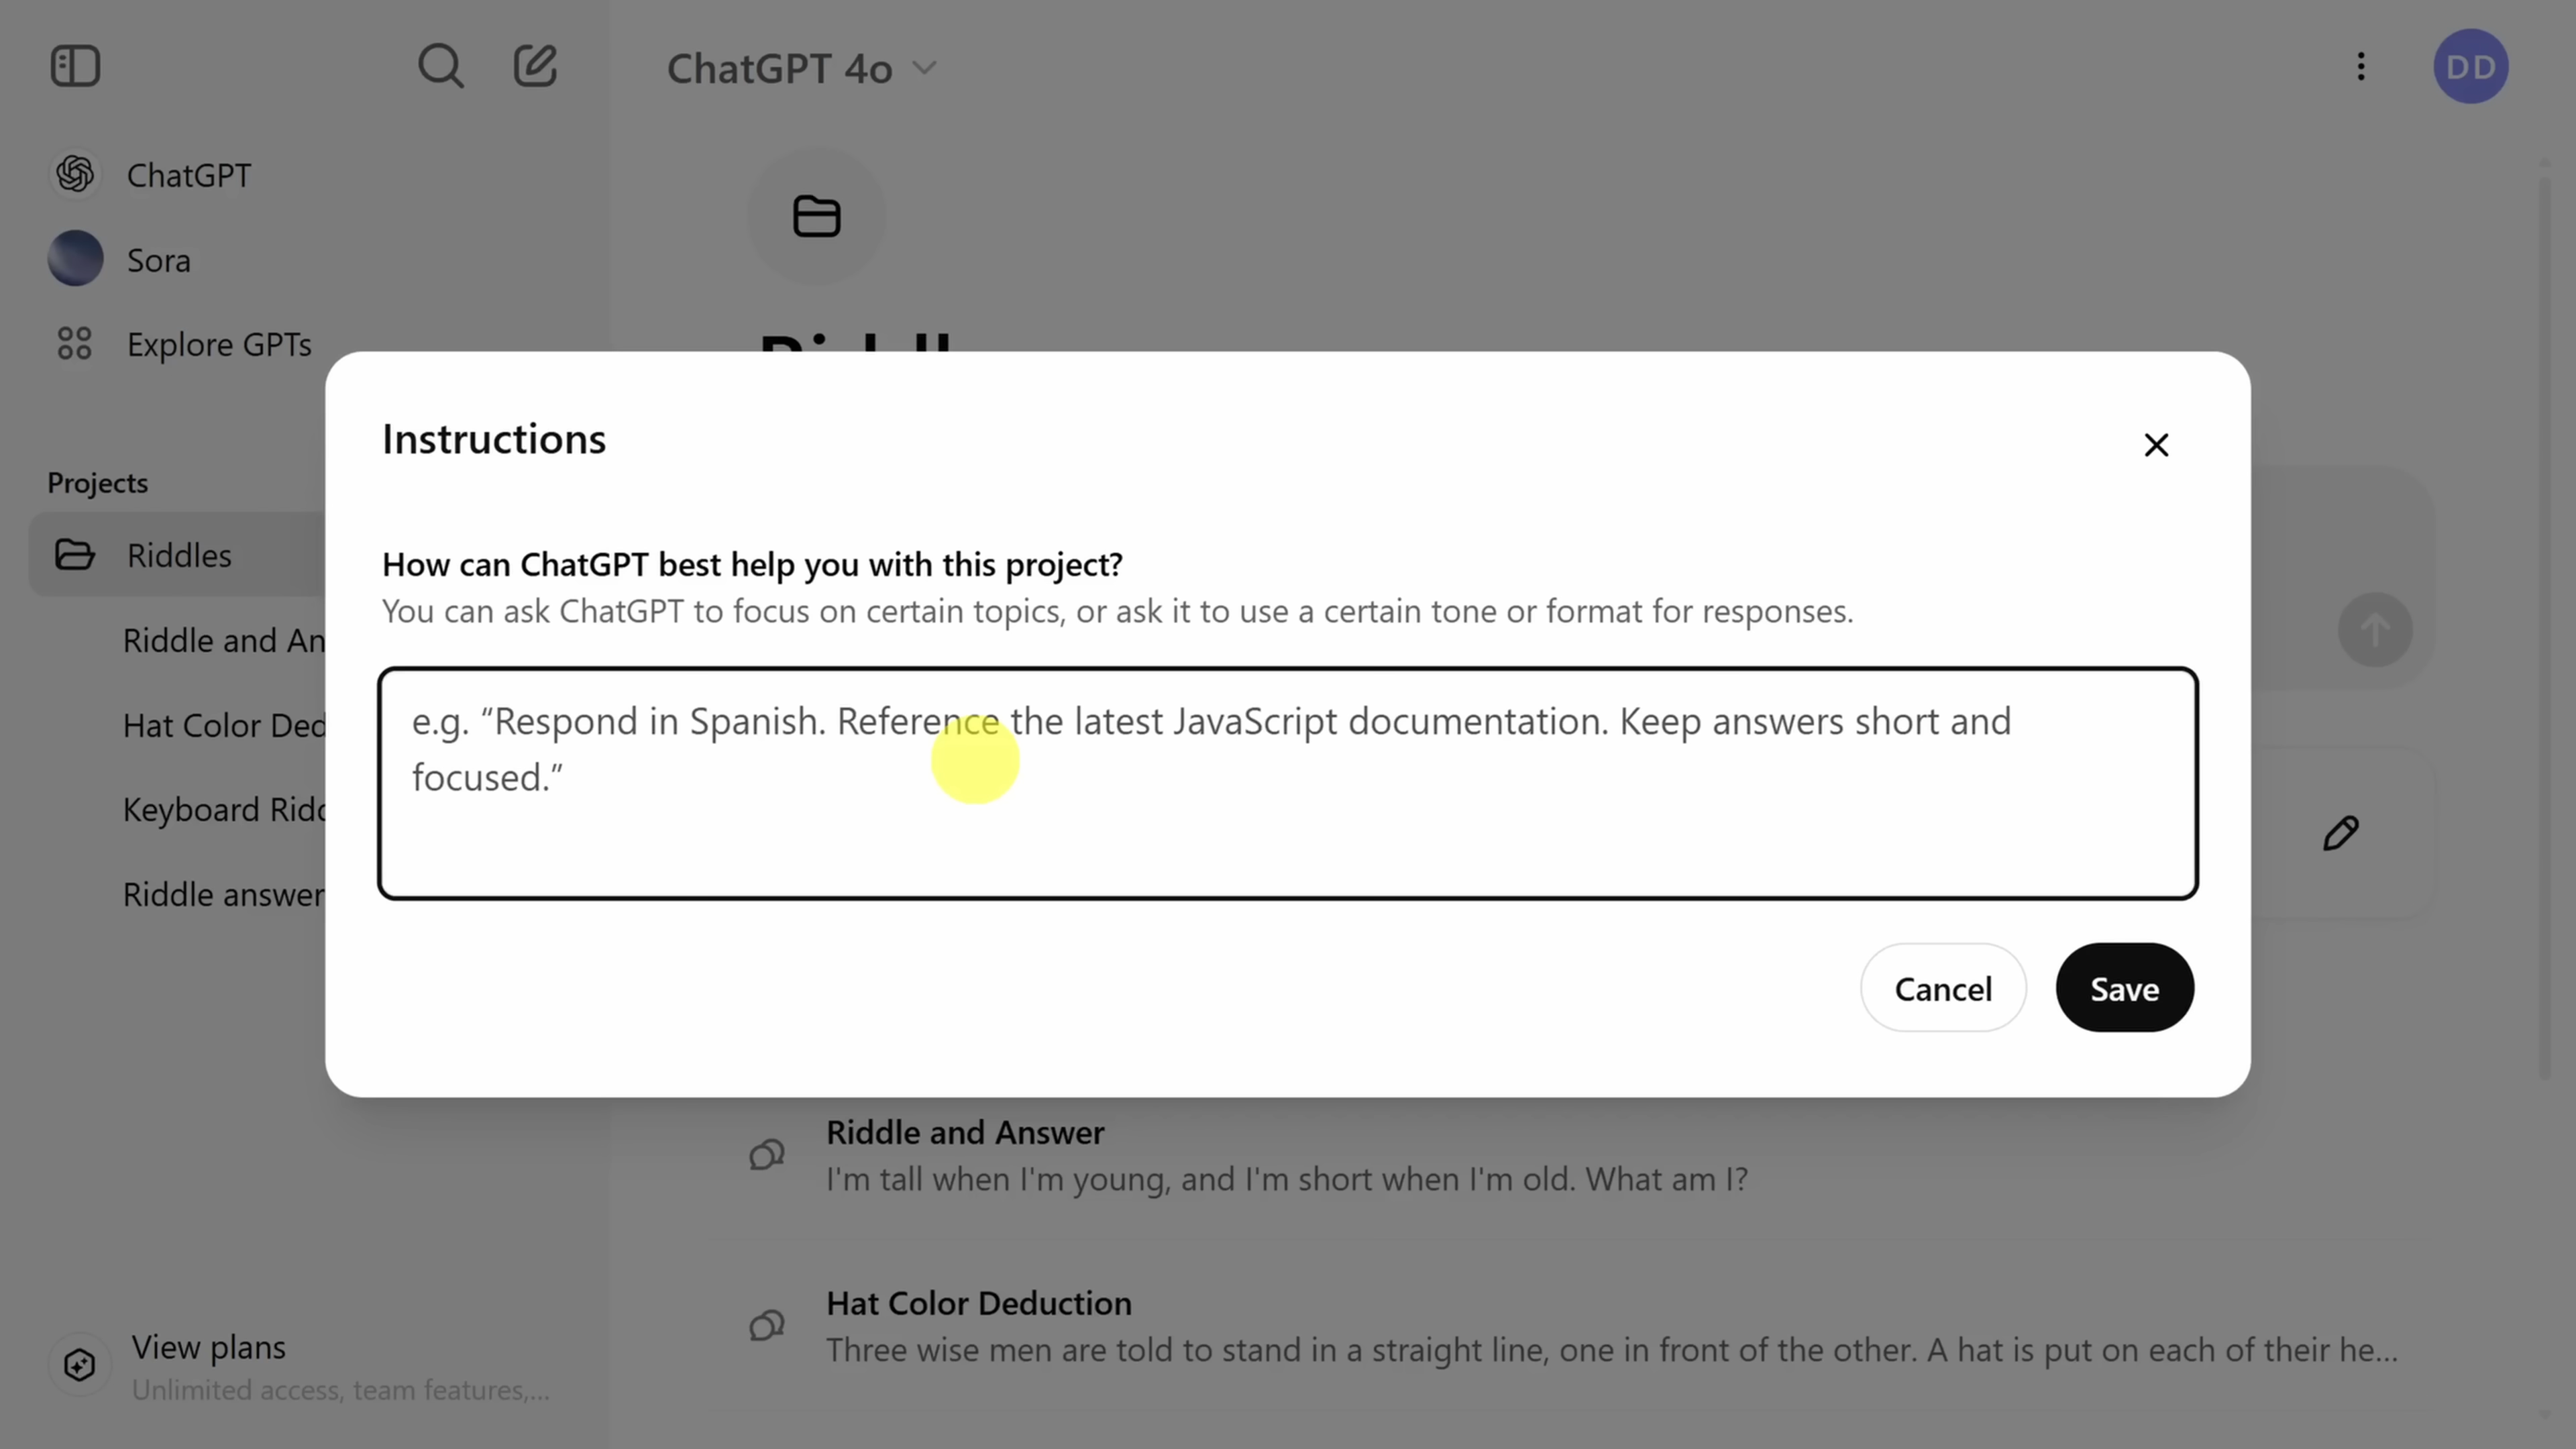 ChatGPT 4o
DD
ChatGPT
Sora
Explore GPTs
Projects
Riddles
Riddle and An
Hat Color Ded
Keyboard Ridd
Riddle answer
View plans
Unlimited access, team features,...
Instructions
How can ChatGPT best help you with this project?
You can ask ChatGPT to focus on certain topics, or ask it to use a certain tone or format for responses.
e.g. “Respond in Spanish. Reference the latest JavaScript documentation. Keep answers short and
focused.”
Cancel
Save
Riddle and Answer
I'm tall when I'm young, and I'm short when I'm old. What am I?
Hat Color Deduction
Three wise men are told to stand in a straight line, one in front of the other. A hat is put on each of their he...